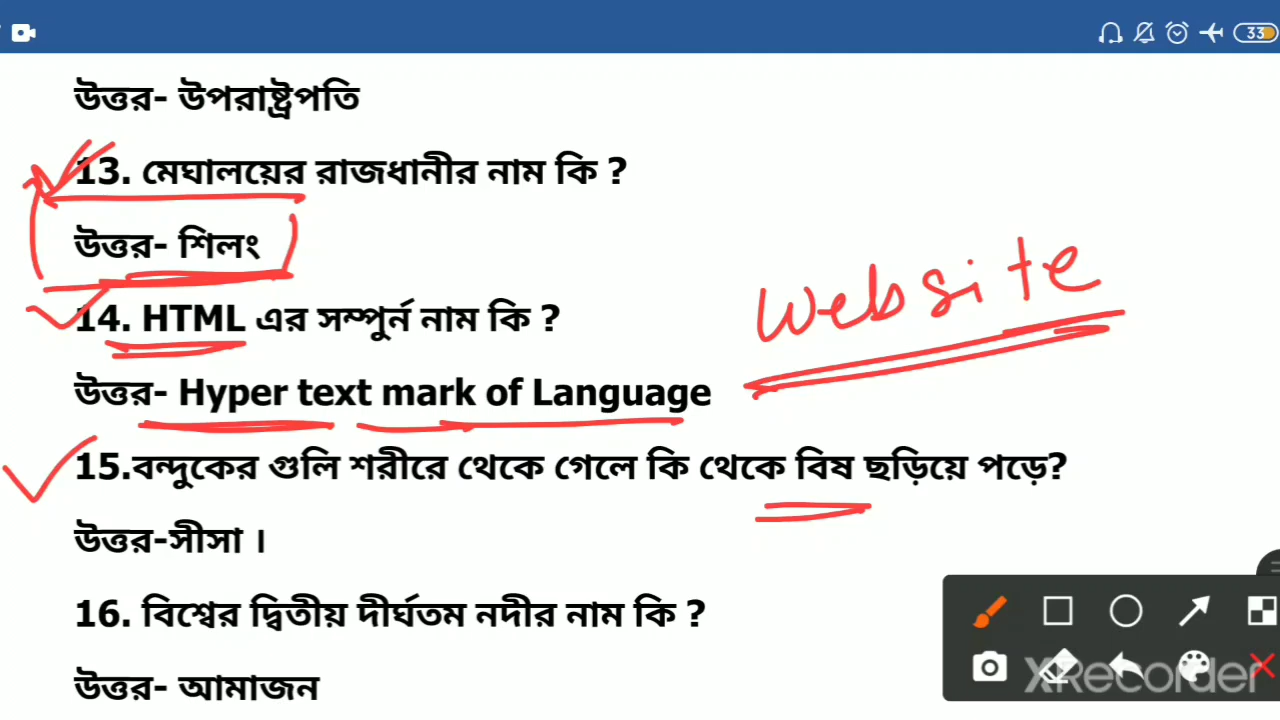 33
উত্তর- উপরাষ্ট্রপতি
13. মেঘালয়ের রাজধানীর নাম কি ?
উত্তর- শিলং
website
14. HTML এর সম্পুর্ন নাম কি ?
উত্তর- Hyper text mark of Language
15.বন্দুকের গুলি শরীরে থেকে গেলে কি থেকে বিষ ছড়িয়ে পড়ে?
উত্তর-সীসা ।
16. বিশ্বের দ্বিতীয় দীর্ঘতম নদীর নাম কি ?
উত্তর- আমাজন
XRecorder